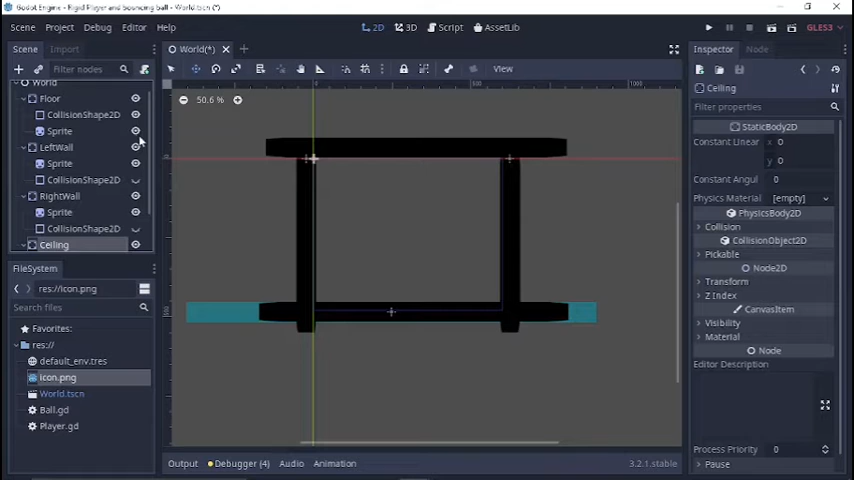 Godot Engine - Rigid Player and bouncing ball - World.tscn (*)
Scene Project Debug Editor Help
2D 3D Script AssetLib
GLES3
Scene Import
World(*)
Inspector Node
Filter nodes
View
World
Floor
CollisionShape2D
Sprite
LeftWall
Sprite
CollisionShape2D
RightWall
Sprite
CollisionShape2D
Ceiling
FileSystem
res://icon.png
Search files
Favorites:
res://
default_env.tres
icon.png
World.tscn
Ball.gd
Player.gd
50.6 %
500
1000
Output Debugger (4) Audio Animation 3.2.1.stable
Ceiling
Filter properties
StaticBody2D
Constant Linear x 0
y 0
Constant Angul 0
Physics Material [empty]
PhysicsBody2D
Collision
CollisionObject2D
Pickable
Node2D
Transform
Z Index
CanvasItem
Visibility
Material
Node
Editor Description
Process Priority 0
Pause